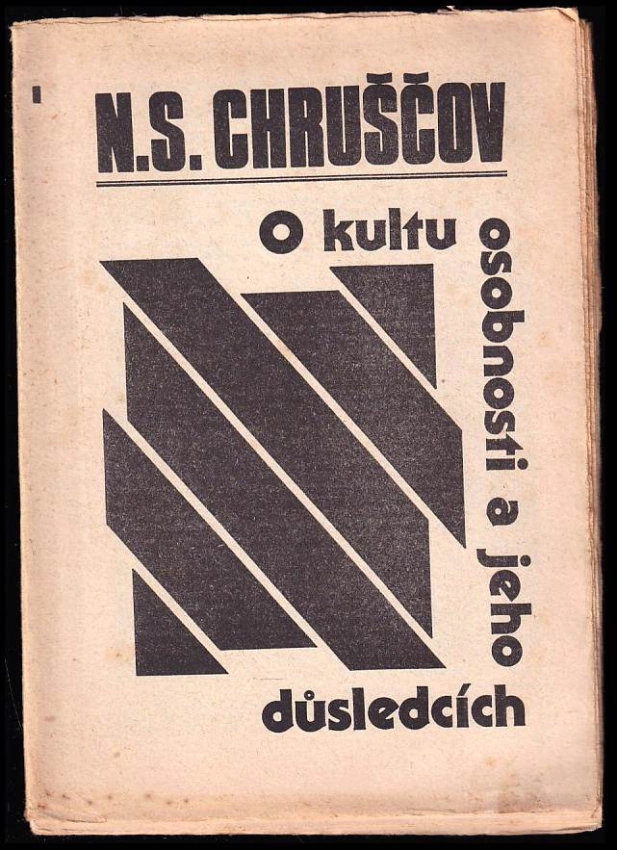 N.S. CHRUŠČOV
O kultu
osobnosti a jeho
důsledcích